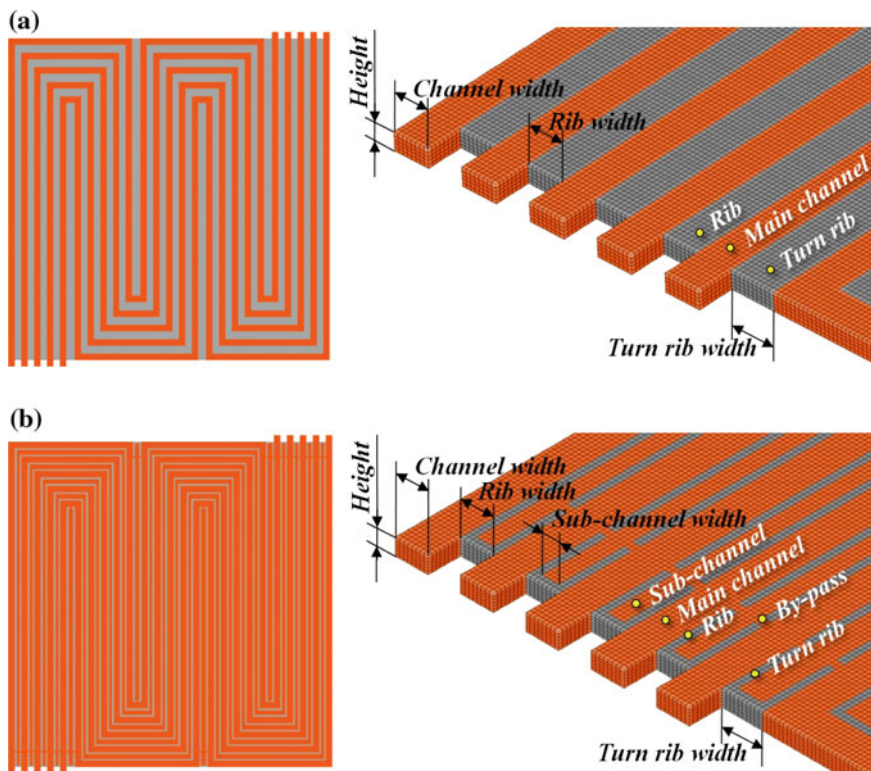 (a)
Height
Channel width
Rib width
Rib
Main channel
Turn rib
Turn rib width
(b)
Height
Channel width
Rib width
Sub-channel width
Sub-channel
Main channel
Rib
By-pass
Turn rib
Turn rib width